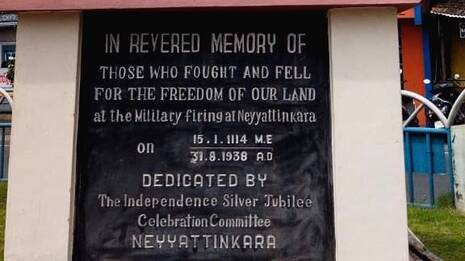 IN REVERED MEMORY OF
THOSE WHO FOUGHT AND FELL
FOR THE FREEDOM OF OUR LAND
at the Military firing at Neyyattinkara
on 15.1.1114 M.E
31.8.1938 A.D
DEDICATED BY
The Independence Silver Jubilee
Celebration Committee
NEYYATTINKARA